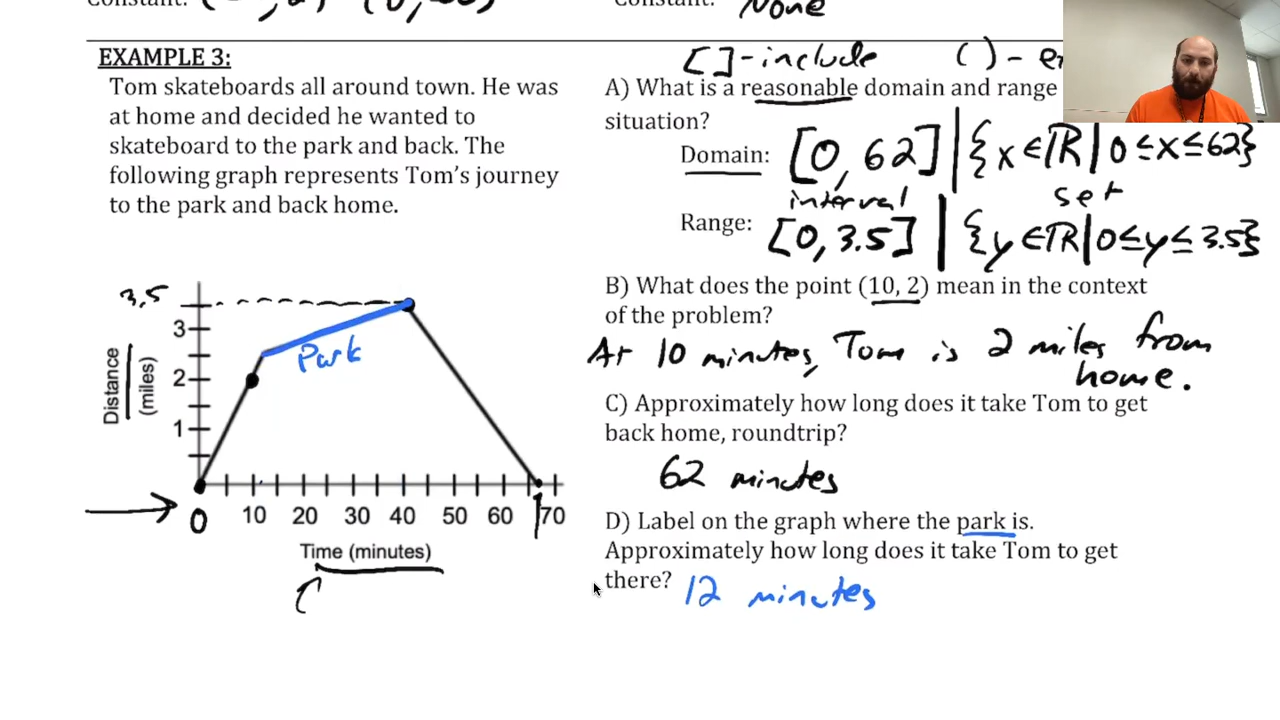 None
EXAMPLE 3:
Tom skateboards all around town. He was
at home and decided he wanted to
skateboard to the park and back. The
following graph represents Tom's journey
to the park and back home.
[ ]-include ( )-
A) What is a reasonable domain and range
situation?
Domain: [0, 62] | {x∈ℝ | 0≤x≤62}
interval set
Range: [0, 3.5] | {y∈ℝ | 0≤y≤3.5}
B) What does the point (10, 2) mean in the context
of the problem?
At 10 minutes, Tom is 2 miles from
home.
C) Approximately how long does it take Tom to get
back home, roundtrip?
62 minutes
D) Label on the graph where the park is.
Approximately how long does it take Tom to get
there? 12 minutes
3.5
3
2
1
Distance
(miles)
Park
0 10 20 30 40 50 60 70
Time (minutes)